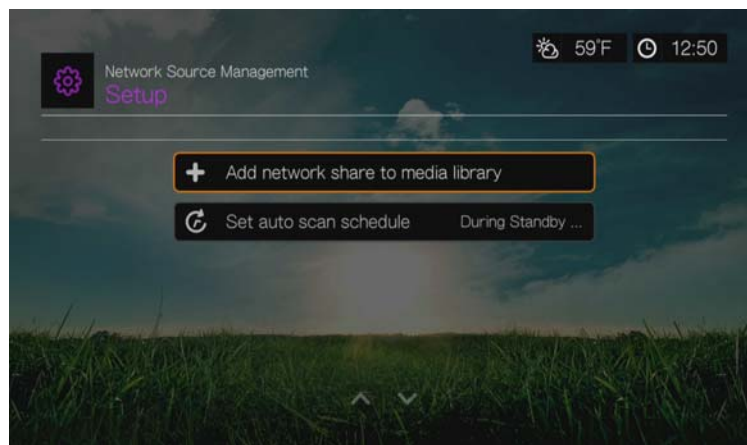 59°F 12:50
Network Source Management
Setup
Add network share to media library
Set auto scan schedule During Standby ...